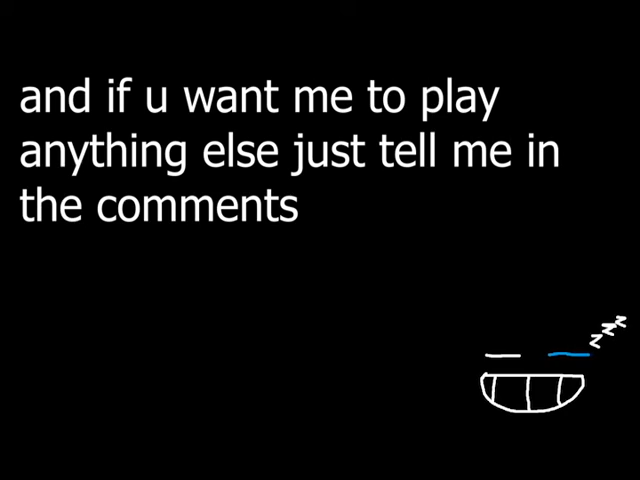 and if u want me to play
anything else just tell me in
the comments
z z z